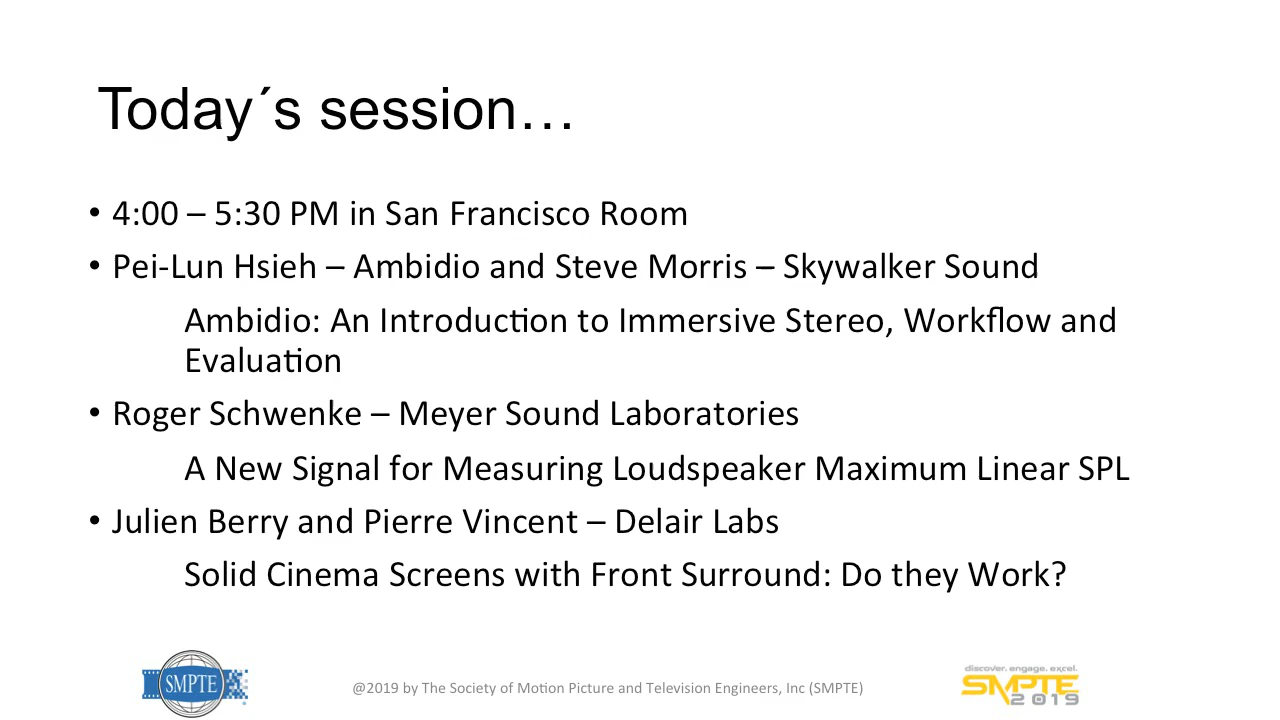 Today´s session…
• 4:00 – 5:30 PM in San Francisco Room
• Pei-Lun Hsieh – Ambidio and Steve Morris – Skywalker Sound
Ambidio: An Introduction to Immersive Stereo, Workflow and
Evaluation
• Roger Schwenke – Meyer Sound Laboratories
A New Signal for Measuring Loudspeaker Maximum Linear SPL
• Julien Berry and Pierre Vincent – Delair Labs
Solid Cinema Screens with Front Surround: Do they Work?
SMPTE
@2019 by The Society of Motion Picture and Television Engineers, Inc (SMPTE)
discover. engage. excel.
SMPTE
2019